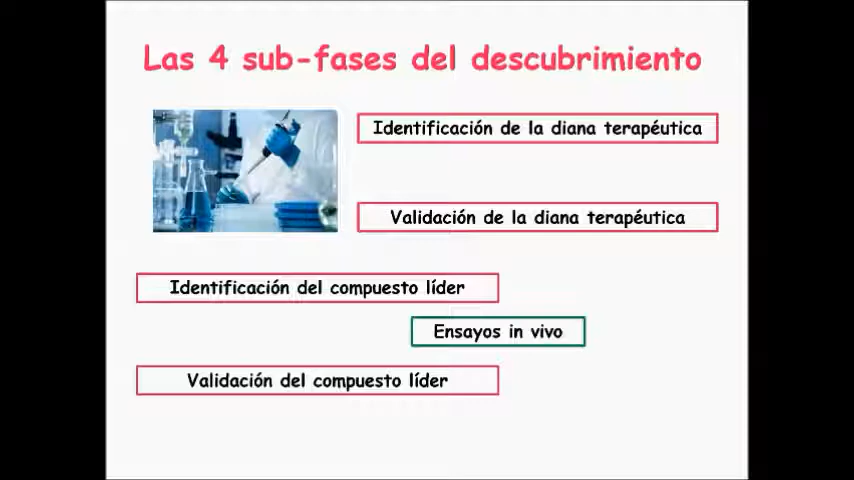 Las 4 sub-fases del descubrimiento
Identificación de la diana terapéutica
Validación de la diana terapéutica
Identificación del compuesto líder
Ensayos in vivo
Validación del compuesto líder